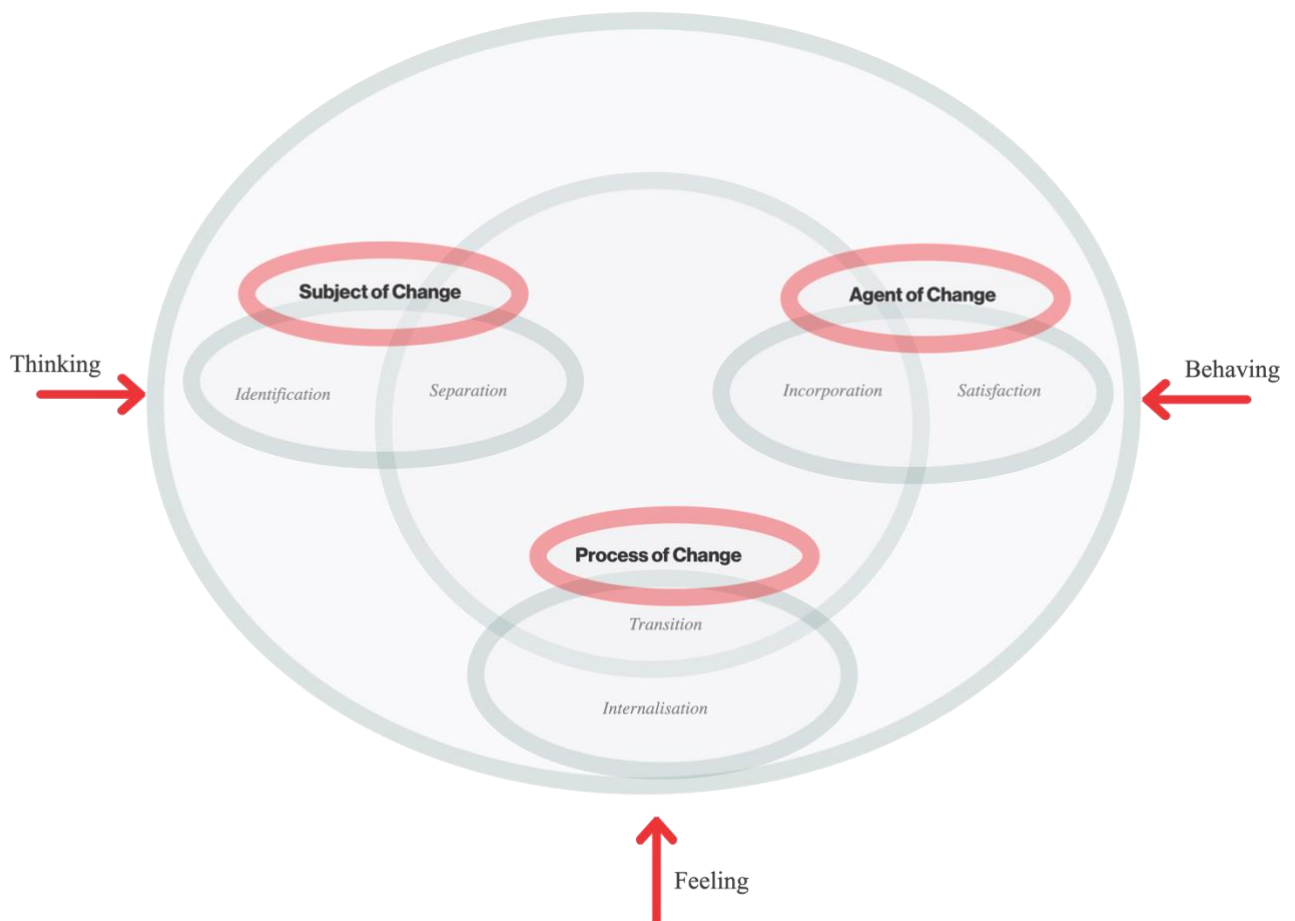 Subject of Change
Agent of Change
Thinking
Behaving
Identification
Separation
Incorporation
Satisfaction
Process of Change
Transition
Internalisation
Feeling